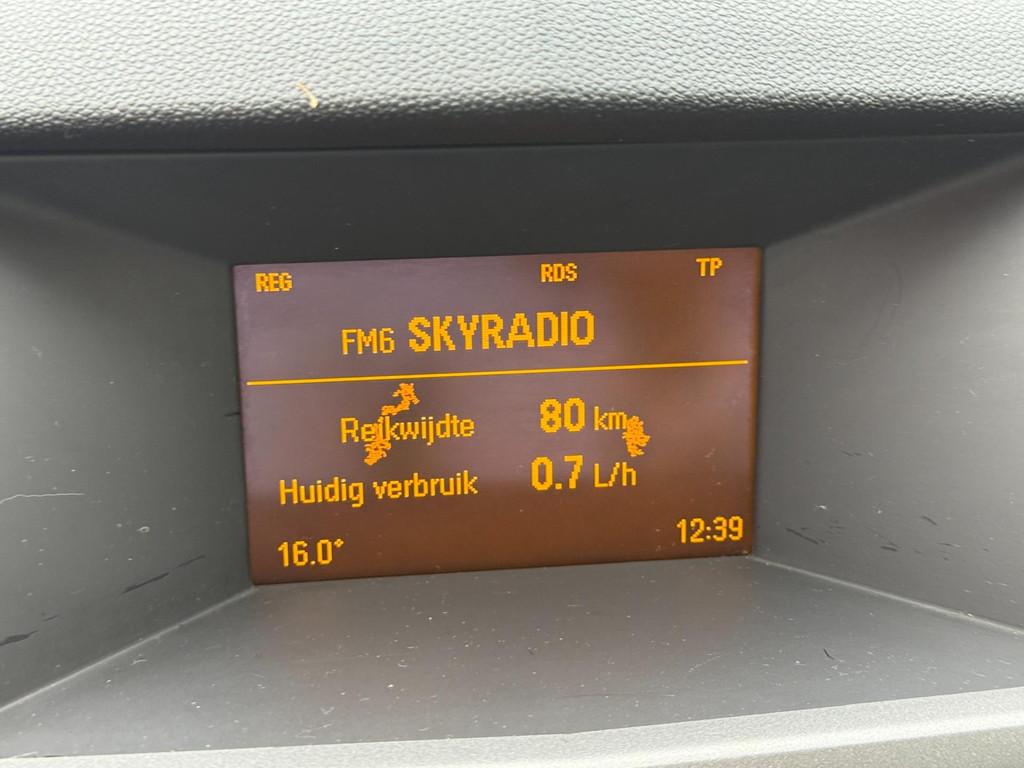 REG RDS TP
FM6 SKYRADIO
Reikwijdte 80 km
Huidig verbruik 0.7 L/h
16.0° 12:39